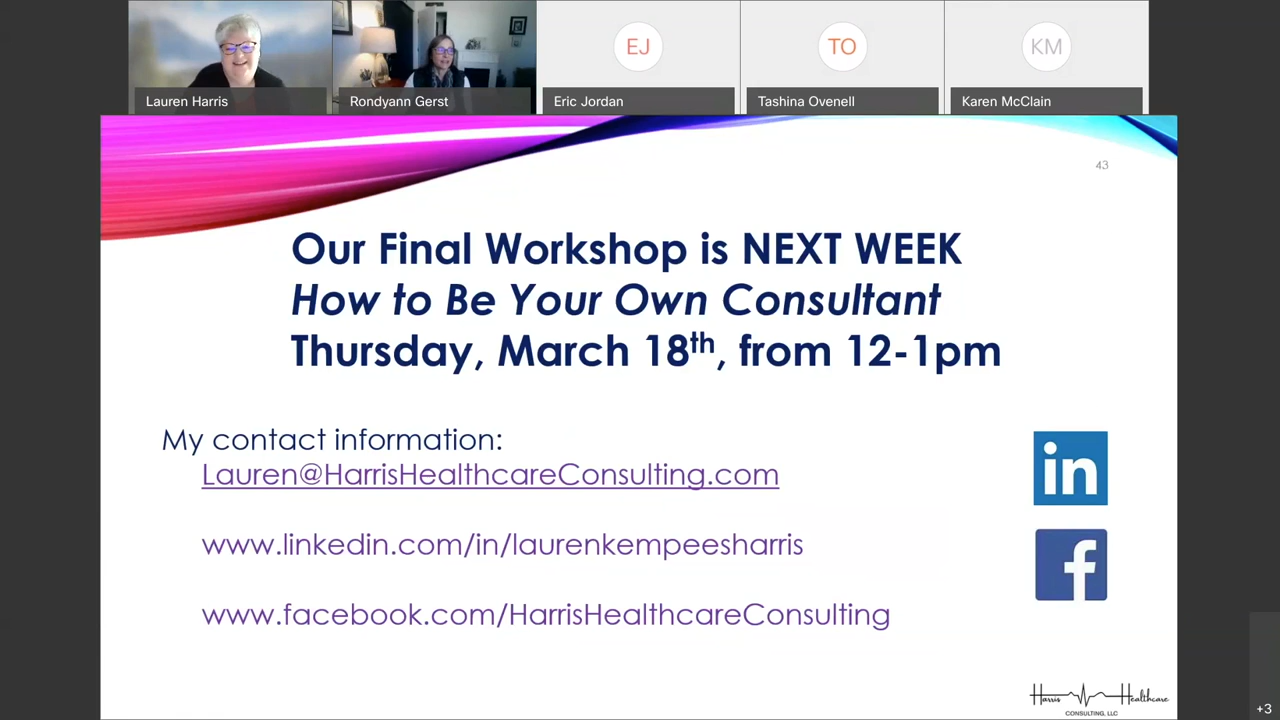 EJ
TO
KM
Lauren Harris
Rondyann Gerst
Eric Jordan
Tashina Ovenell
Karen McClain
43
Our Final Workshop is NEXT WEEK
How to Be Your Own Consultant
Thursday, March 18th, from 12-1pm
My contact information:
Lauren@HarrisHealthcareConsulting.com
in
www.linkedin.com/in/laurenkempeesharris
f
www.facebook.com/HarrisHealthcareConsulting
Harris Healthcare
CONSULTING, LLC
+3